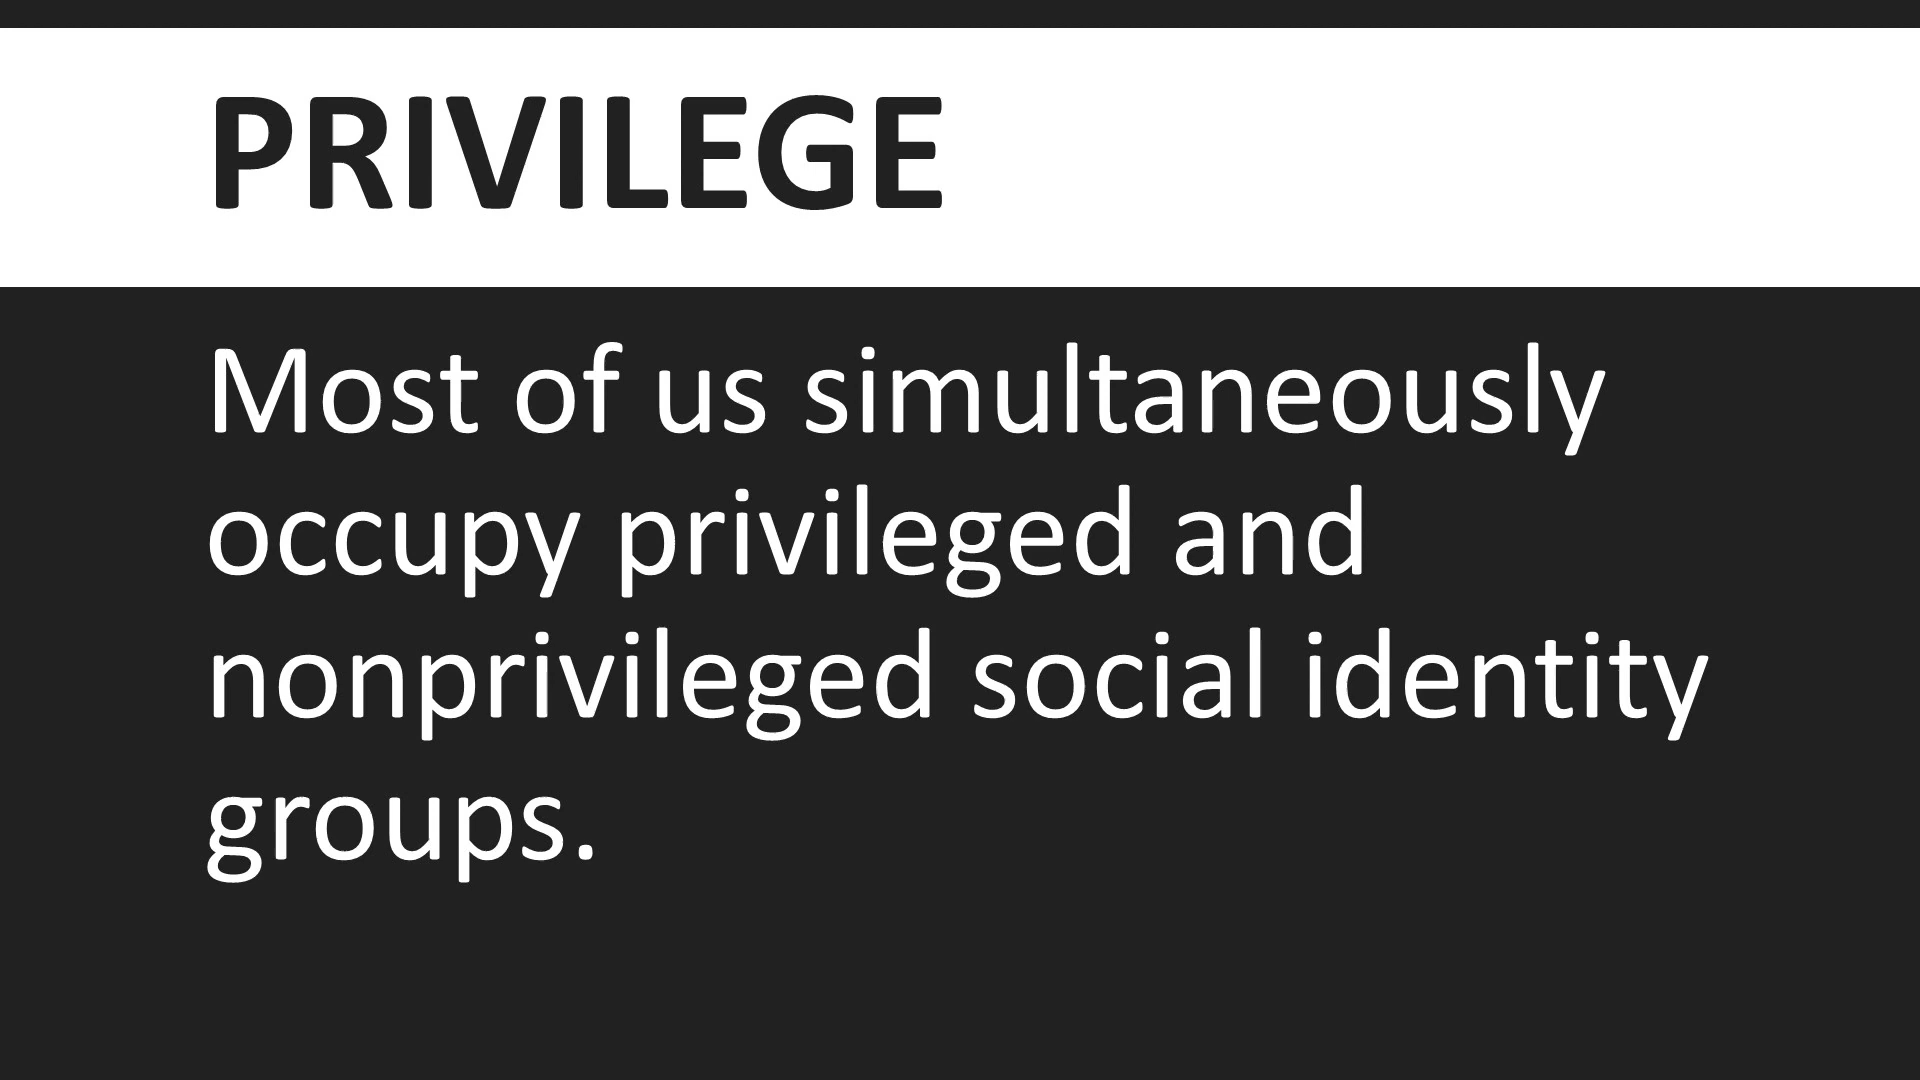 PRIVILEGE
Most of us simultaneously
occupy privileged and
nonprivileged social identity
groups.